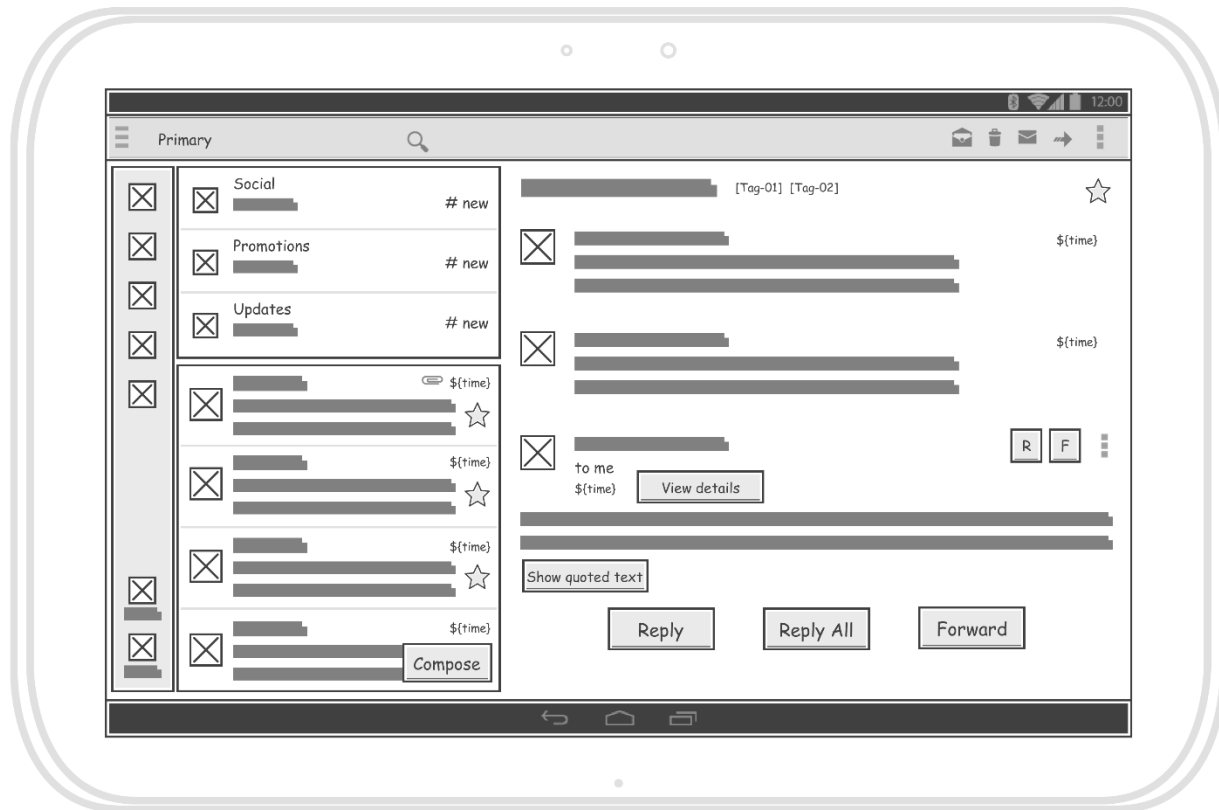 12:00
Primary
Social
# new
Promotions
# new
Updates
# new
${time}
${time}
${time}
${time}
Compose
[Tag-01] [Tag-02]
${time}
${time}
R F
to me
${time} View details
Show quoted text
Reply Reply All Forward